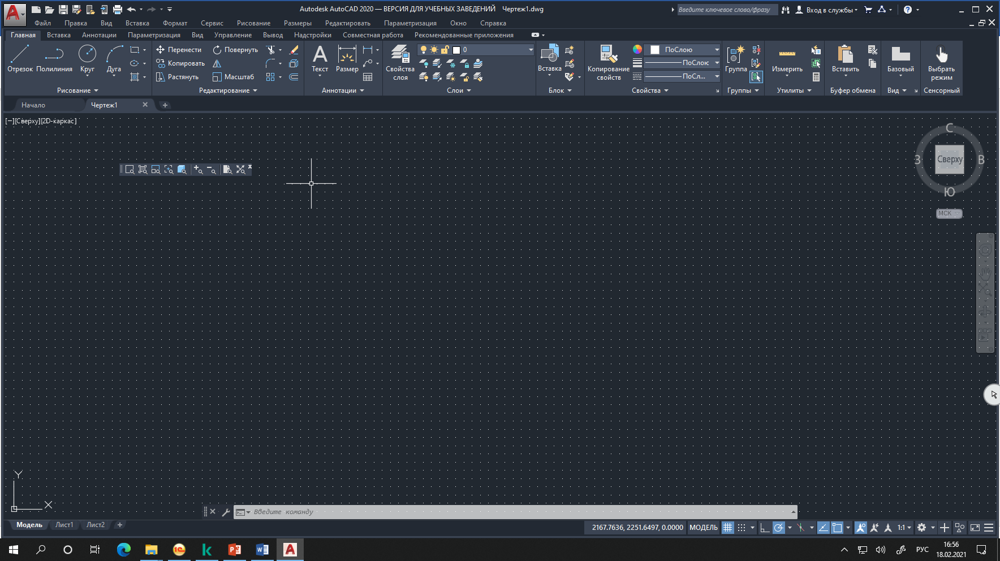 Autodesk AutoCAD 2020 — ВЕРСИЯ ДЛЯ УЧЕБНЫХ ЗАВЕДЕНИЙ Чертеж1.dwg
Введите ключевое слово/фразу
Вход в службы
Файл Правка Вид Вставка Формат Сервис Рисование Размеры Редактировать Параметризация Окно Справка
Главная Вставка Аннотации Параметризация Вид Управление Вывод Надстройки Совместная работа Рекомендованные приложения
Отрезок Полилиния Круг Дуга
Перенести Повернуть
Копировать
Растянуть Масштаб
Текст Размер
Свойства слоя
0
Вставка
Копирование свойств
ПоСлою
ПоСлою
ПоСл...
Группа
Измерить
Вставить
Базовый
Выбрать режим
Рисование Редактирование Аннотации Слои Блок Свойства Группы Утилиты Буфер обмена Вид Сенсорный
Начало Чертеж1
[−][Сверху][2D-каркас]
С
З Сверху В
Ю
МСК
Y
X
Введите команду
Модель Лист1 Лист2
2167.7636, 2251.6497, 0.0000 МОДЕЛЬ 1:1
РУС
16:56
18.02.2021